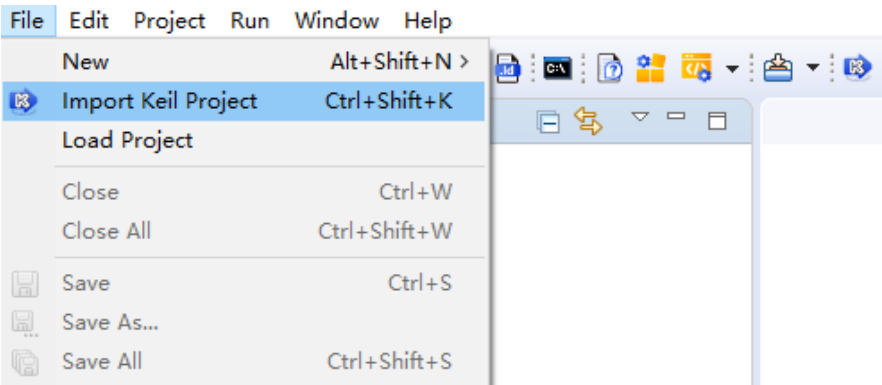 File Edit Project Run Window Help
New Alt+Shift+N >
Import Keil Project Ctrl+Shift+K
Load Project
Close Ctrl+W
Close All Ctrl+Shift+W
Save Ctrl+S
Save As...
Save All Ctrl+Shift+S